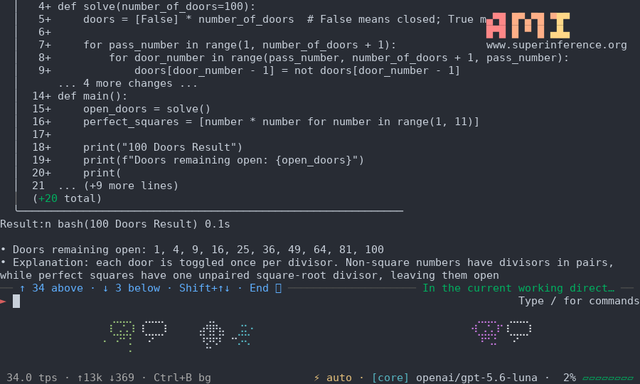 4+ def solve(number_of_doors=100):
5+     doors = [False] * number_of_doors  # False means closed; True m
6+
7+     for pass_number in range(1, number_of_doors + 1):
8+         for door_number in range(pass_number, number_of_doors + 1, pass_number):
9+             doors[door_number - 1] = not doors[door_number - 1]
... 4 more changes ...
14+ def main():
15+     open_doors = solve()
16+     perfect_squares = [number * number for number in range(1, 11)]
17+
18+     print("100 Doors Result")
19+     print(f"Doors remaining open: {open_doors}")
20+     print(
21  ... (+9 more lines)
(+20 total)
AMI
www.superinference.org
Result:n bash(100 Doors Result) 0.1s
• Doors remaining open: 1, 4, 9, 16, 25, 36, 49, 64, 81, 100
• Explanation: each door is toggled once per divisor. Non-square numbers have divisors in pairs,
while perfect squares have one unpaired square-root divisor, leaving them open
↑ 34 above · ↓ 3 below · Shift+↑↓ · End
In the current working direct…
Type / for commands
34.0 tps · ↑13k ↓369 · Ctrl+B bg
⚡ auto · [core] openai/gpt-5.6-luna · 2%